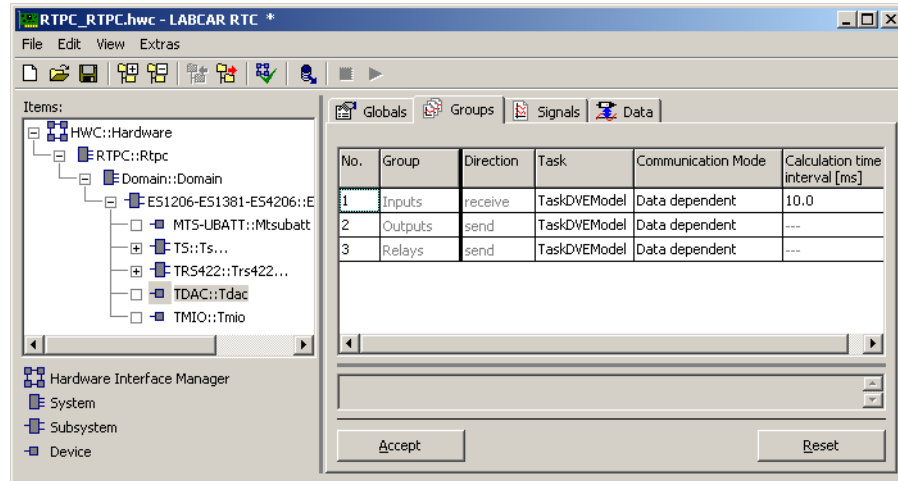 RTPC_RTPC.hwc - LABCAR RTC *
File Edit View Extras
Items:
HWC::Hardware
RTPC::Rtpc
Domain::Domain
ES1206-ES1381-ES4206::E
MTS-UBATT::Mtsubatt
TS::Ts...
TRS422::Trs422...
TDAC::Tdac
TMIO::Tmio
Hardware Interface Manager
System
Subsystem
Device
Globals Groups Signals Data
No. Group Direction Task Communication Mode Calculation time
interval [ms]
1 Inputs receive TaskDVEModel Data dependent 10.0
2 Outputs send TaskDVEModel Data dependent ---
3 Relays send TaskDVEModel Data dependent ---
Accept Reset